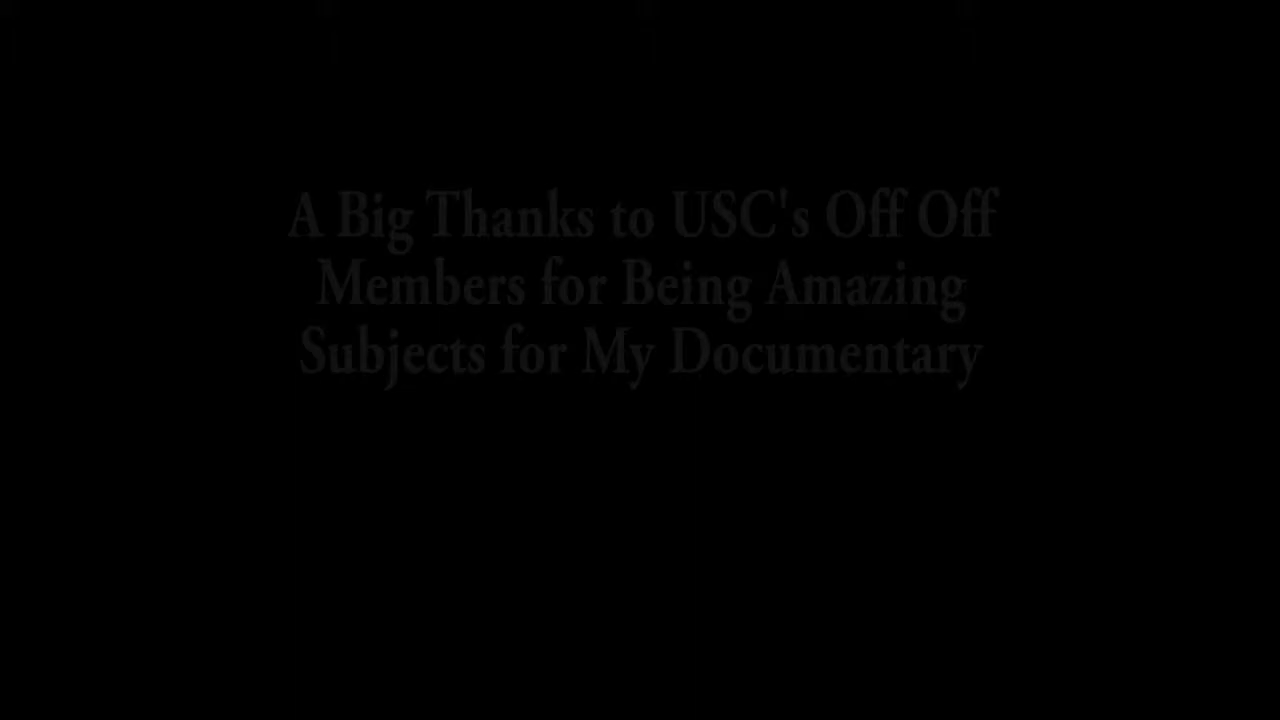 A Big Thanks to USC's Off Off
Members for Being Amazing
Subjects for My Documentary